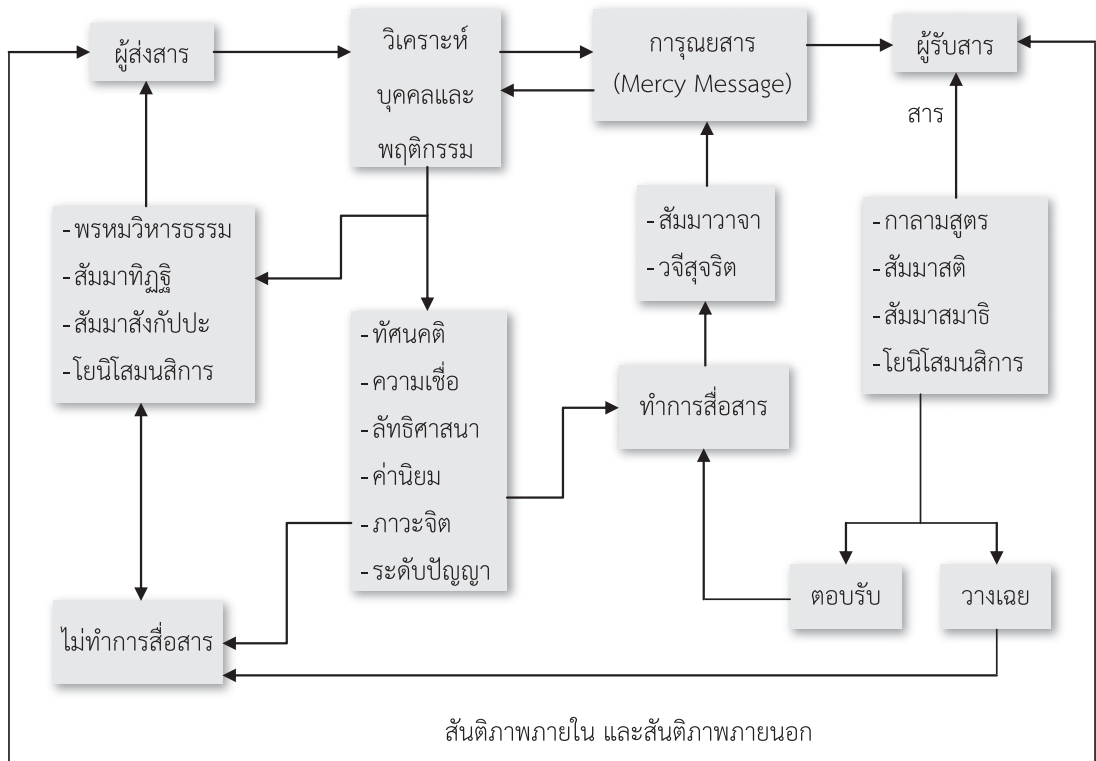 ผู้ส่งสาร
วิเคราะห์
บุคคลและ
พฤติกรรม
การุณยสาร
(Mercy Message)
ผู้รับสาร
สาร
-พรหมวิหารธรรม
-สัมมาทิฏฐิ
-สัมมาสังกัปปะ
-โยนิโสมนสิการ
-สัมมาวาจา
-วจีสุจริต
-กาลามสูตร
-สัมมาสติ
-สัมมาสมาธิ
-โยนิโสมนสิการ
-ทัศนคติ
-ความเชื่อ
-ลัทธิศาสนา
-ค่านิยม
-ภาวะจิต
-ระดับปัญญา
ทำการสื่อสาร
ตอบรับ
วางเฉย
ไม่ทำการสื่อสาร
สันติภาพภายใน และสันติภาพภายนอก